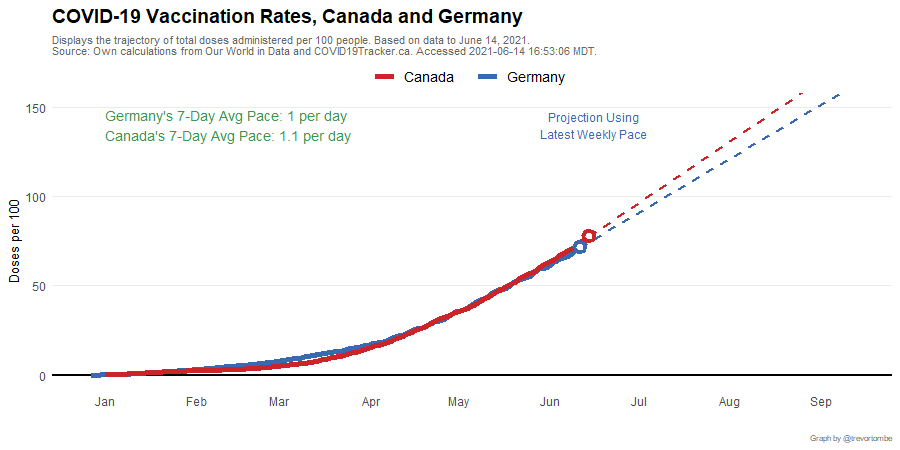 COVID-19 Vaccination Rates, Canada and Germany
Displays the trajectory of total doses administered per 100 people. Based on data to June 14, 2021.
Source: Own calculations from Our World in Data and COVID19Tracker.ca. Accessed 2021-06-14 16:53:06 MDT.
Canada Germany
Germany's 7-Day Avg Pace: 1 per day
Canada's 7-Day Avg Pace: 1.1 per day
Projection Using
Latest Weekly Pace
Doses per 100
150
100
50
0
Jan Feb Mar Apr May Jun Jul Aug Sep
Graph by @trevortombe